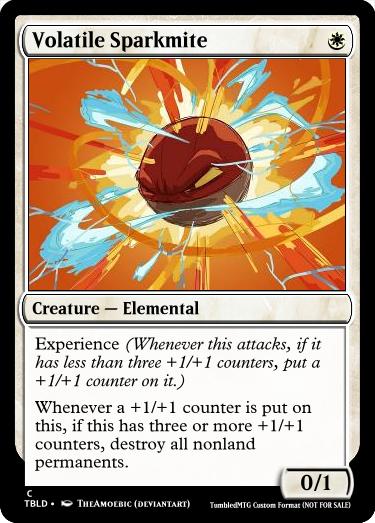 Volatile Sparkmite
Creature — Elemental
Experience (Whenever this attacks, if it
has less than three +1/+1 counters, put a
+1/+1 counter on it.)
Whenever a +1/+1 counter is put on
this, if this has three or more +1/+1
counters, destroy all nonland
permanents.
0/1
C
TBLD • TheAmoebic (deviantart)
TumbledMTG Custom Format (NOT FOR SALE)